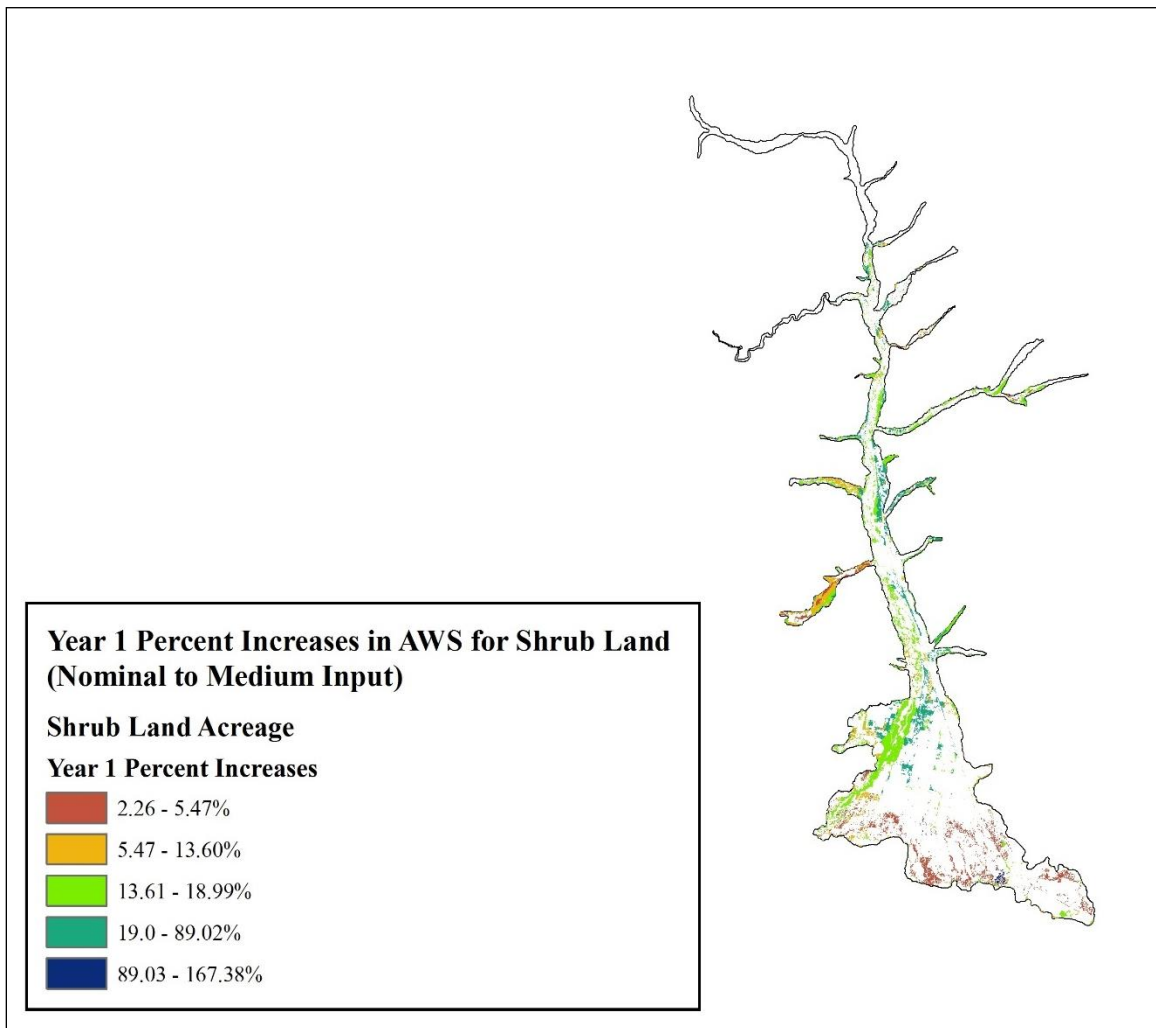 Year 1 Percent Increases in AWS for Shrub Land
(Nominal to Medium Input)
Shrub Land Acreage
Year 1 Percent Increases
2.26 - 5.47%
5.47 - 13.60%
13.61 - 18.99%
19.0 - 89.02%
89.03 - 167.38%